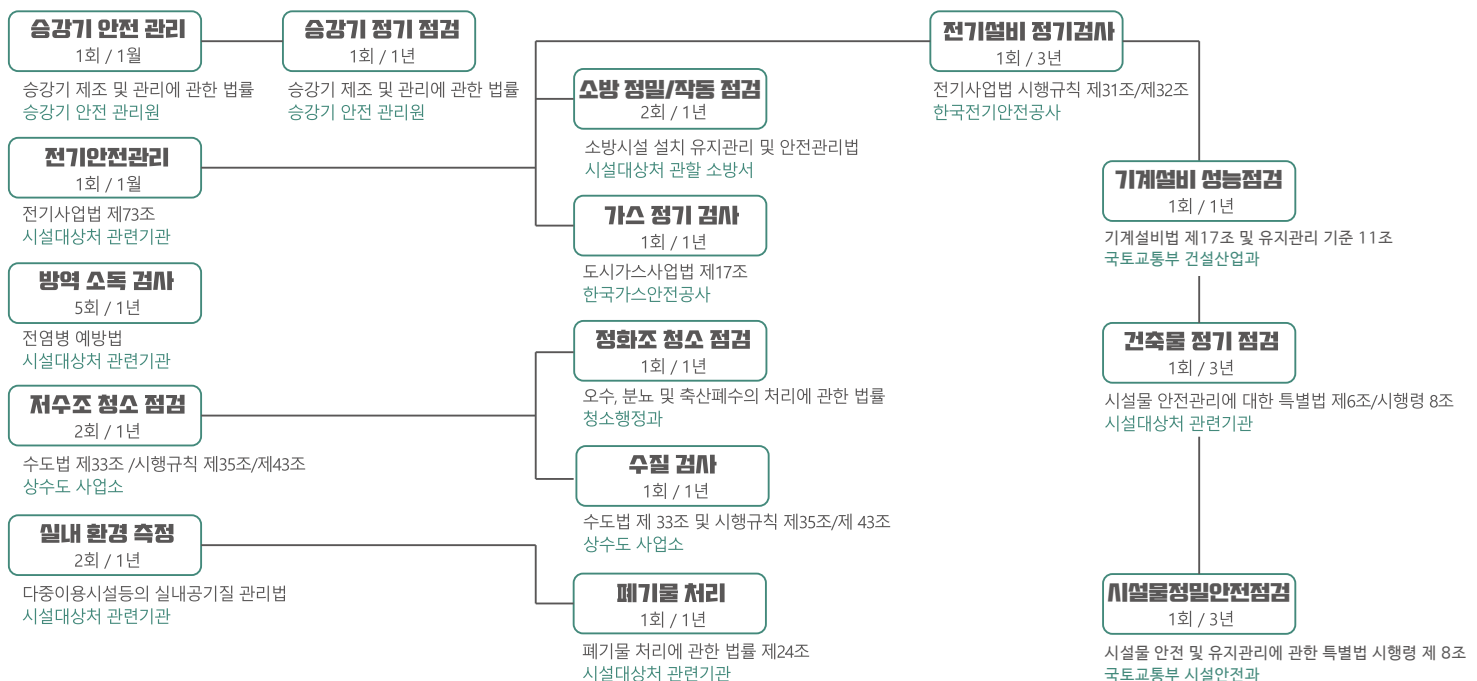 승강기 안전 관리
1회 / 1월
승강기 제조 및 관리에 관한 법률
승강기 안전 관리원
승강기 정기 점검
1회 / 1년
승강기 제조 및 관리에 관한 법률
승강기 안전 관리원
전기안전관리
1회 / 1월
전기사업법 제73조
시설대상처 관련기관
방역 소독 검사
5회 / 1년
전염병 예방법
시설대상처 관련기관
저수조 청소 점검
2회 / 1년
수도법 제33조 /시행규칙 제35조/제43조
상수도 사업소
실내 환경 측정
2회 / 1년
다중이용시설등의 실내공기질 관리법
시설대상처 관련기관
소방 정밀/작동 점검
2회 / 1년
소방시설 설치 유지관리 및 안전관리법
시설대상처 관할 소방서
가스 정기 검사
1회 / 1년
도시가스사업법 제17조
한국가스안전공사
정화조 청소 점검
1회 / 1년
오수, 분뇨 및 축산폐수의 처리에 관한 법률
청소행정과
수질 검사
1회 / 1년
수도법 제 33조 및 시행규칙 제35조/제 43조
상수도 사업소
폐기물 처리
1회 / 1년
폐기물 처리에 관한 법률 제24조
시설대상처 관련기관
전기설비 정기검사
1회 / 3년
전기사업법 시행규칙 제31조/제32조
한국전기안전공사
기계설비 성능점검
1회 / 1년
기계설비법 제17조 및 유지관리 기준 11조
국토교통부 건설산업과
건축물 정기 점검
1회 / 3년
시설물 안전관리에 대한 특별법 제6조/시행령 8조
시설대상처 관련기관
시설물정밀안전점검
1회 / 3년
시설물 안전 및 유지관리에 관한 특별법 시행령 제 8조
국토교통부 시설안전과